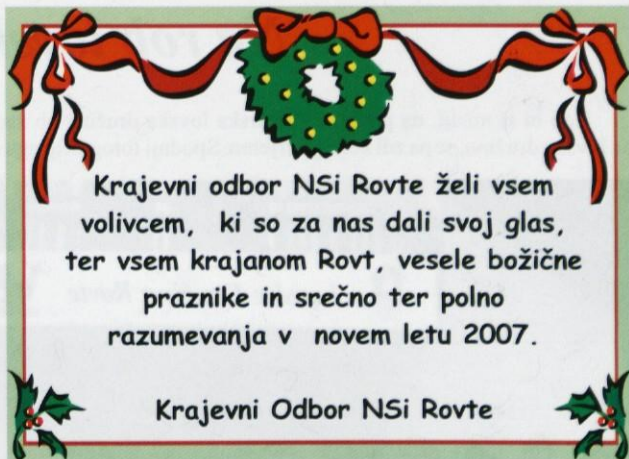 Krajevni odbor NSi Rovte želi vsem
volivcem, ki so za nas dali svoj glas,
ter vsem krajanom Rovt, vesele božične
praznike in srečno ter polno
razumevanja v novem letu 2007.
Krajevni Odbor NSi Rovte